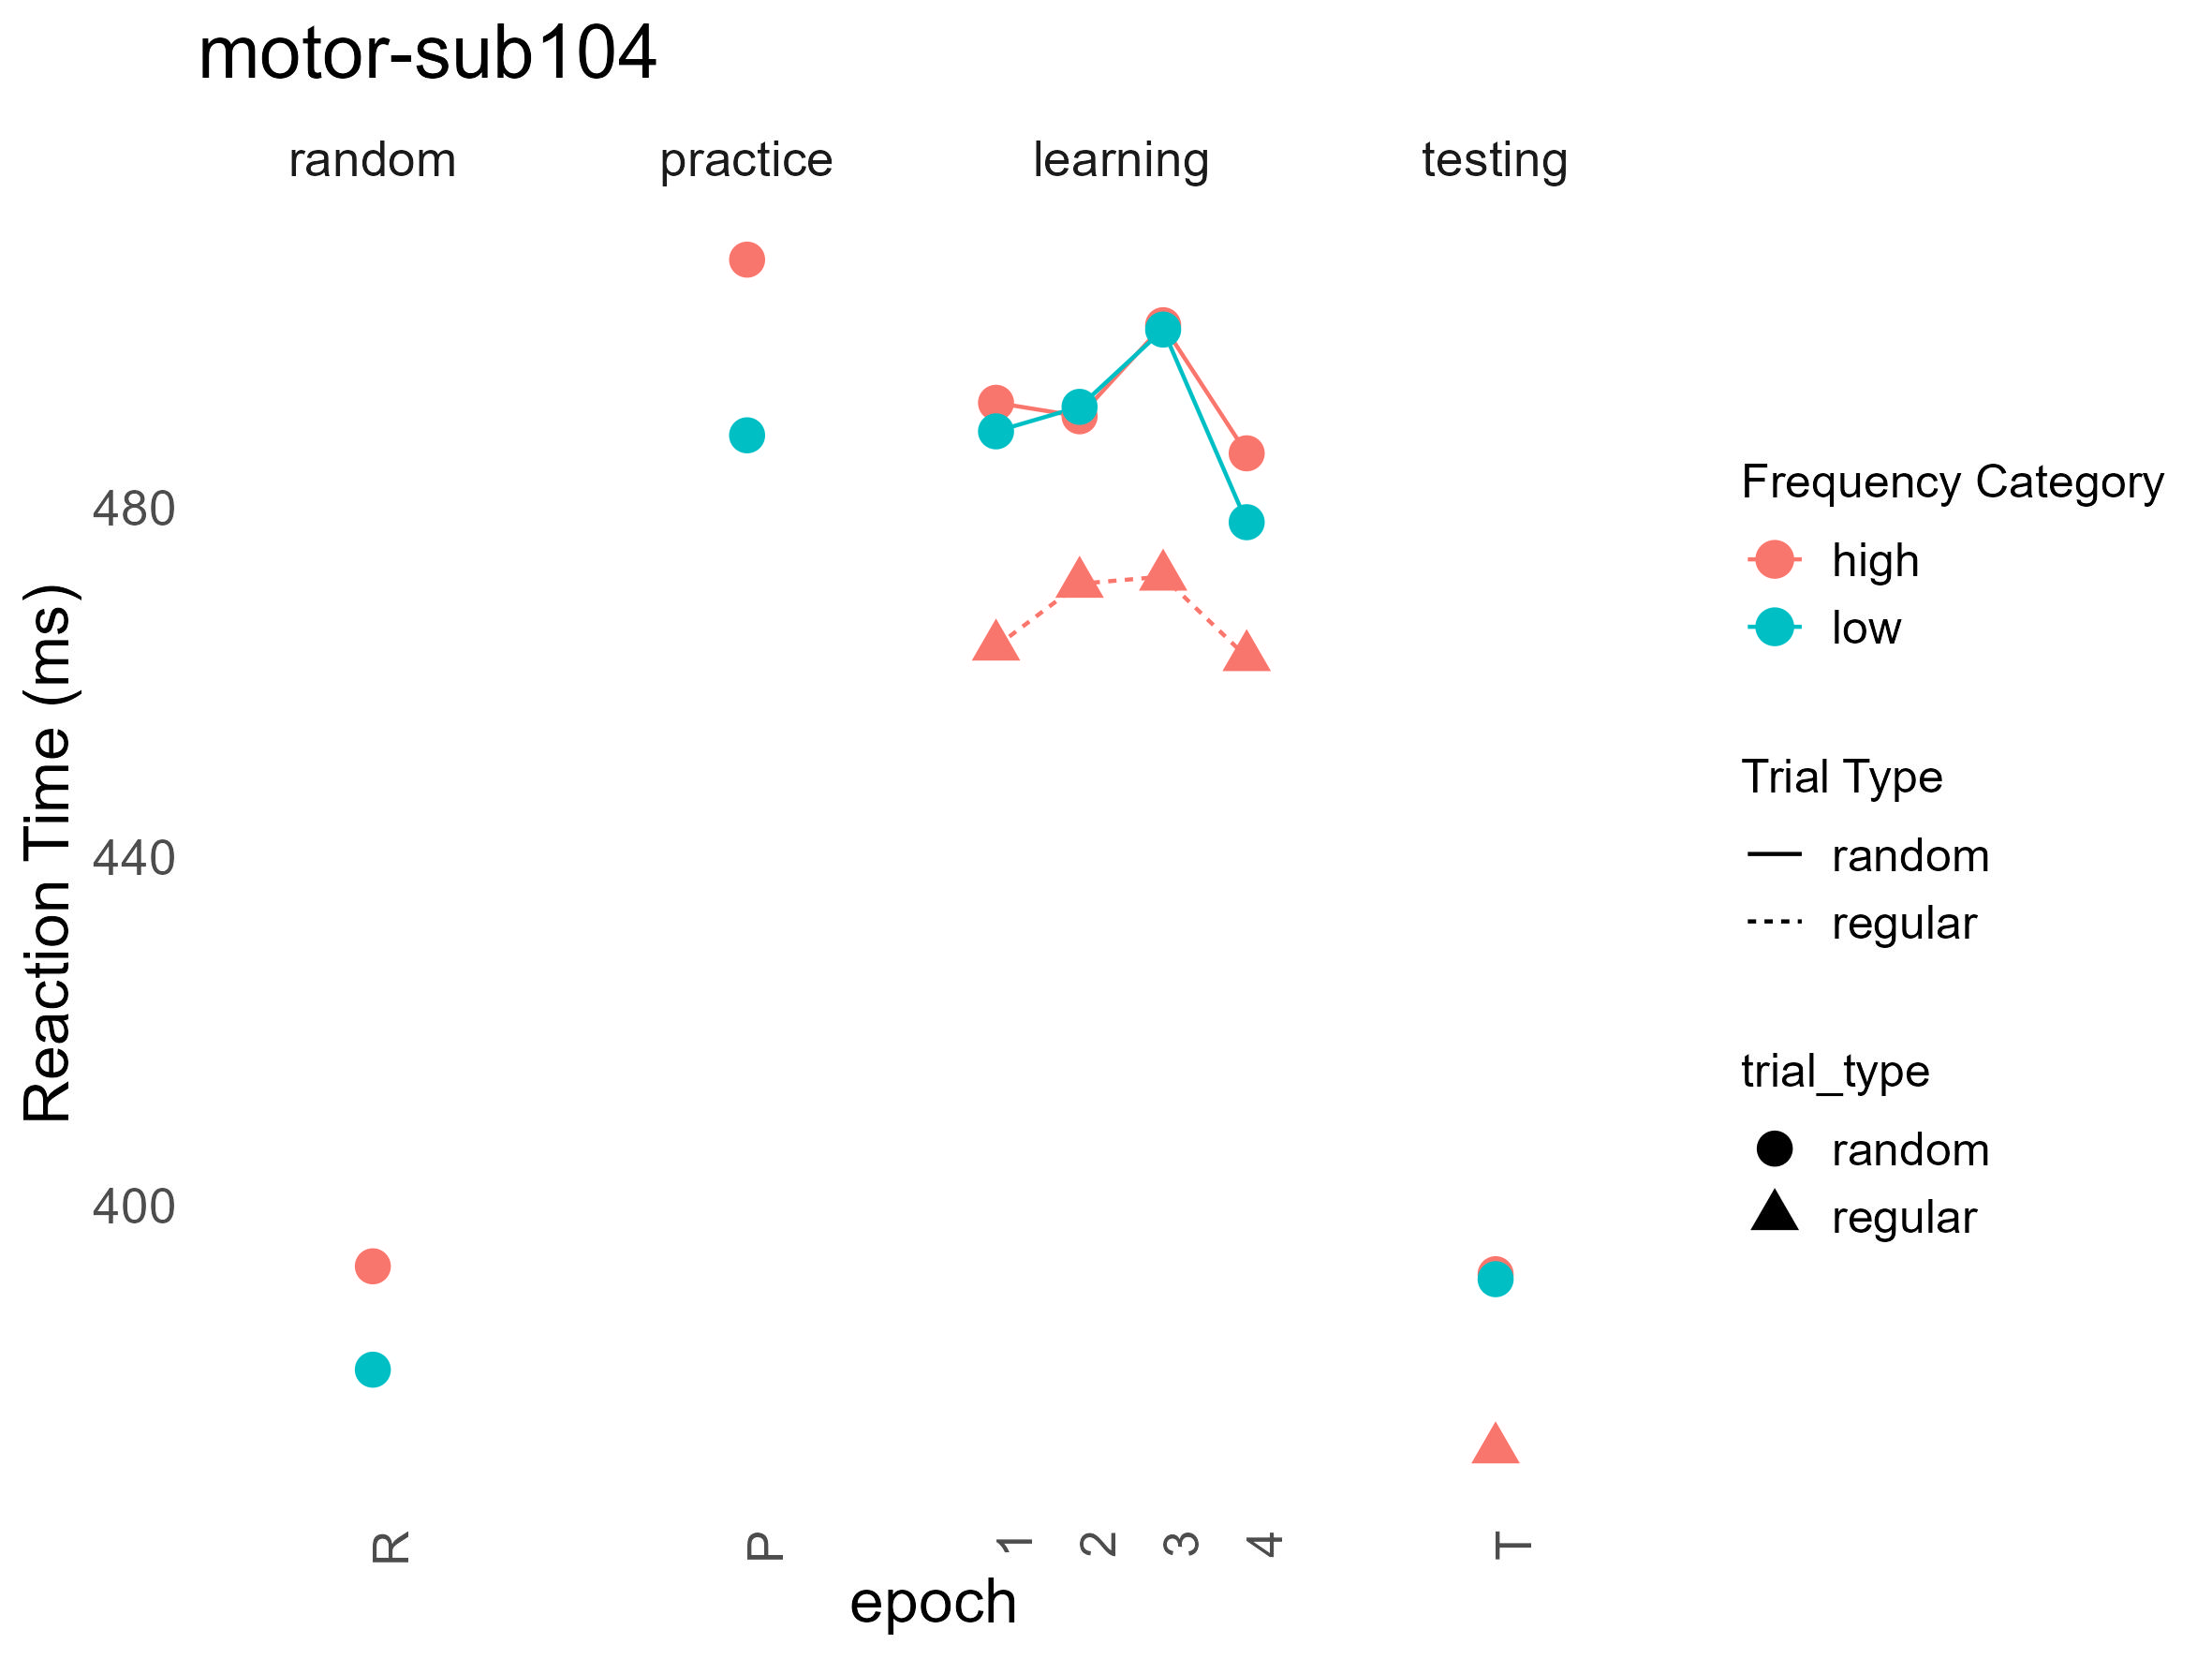 motor-sub104
random practice learning testing
Reaction Time (ms)
480
440
400
R P 1 2 3 4 T
epoch
Frequency Category
high
low
Trial Type
random
regular
trial_type
random
regular